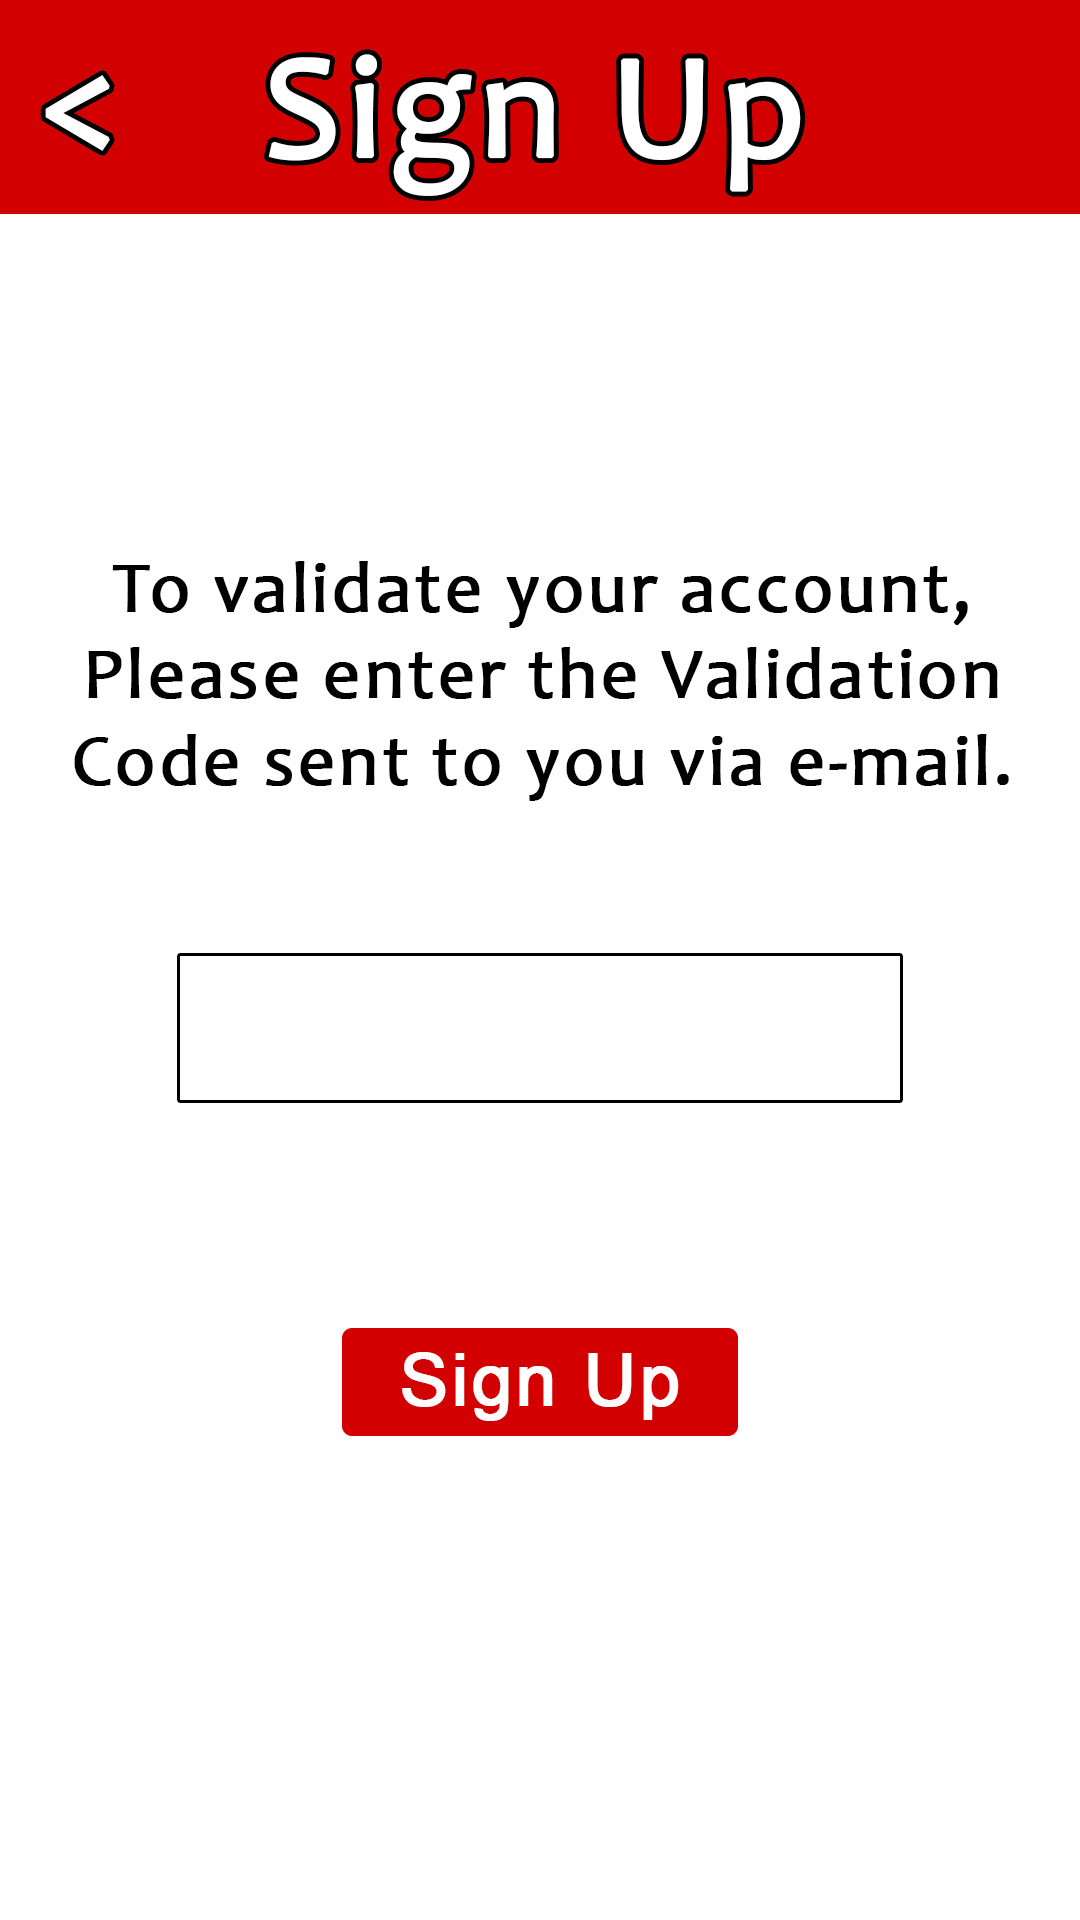 < Sign Up
To validate your account,
Please enter the Validation
Code sent to you via e-mail.
Sign Up